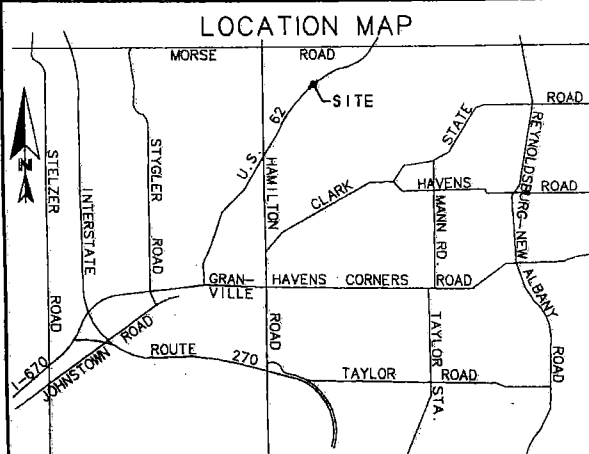 LOCATION MAP
MORSE ROAD
SITE
ROAD
U.S. 62
STATE
REYNOLDSBURG-NEW ALBANY ROAD
N
STELZER ROAD
INTERSTATE
STYGLER ROAD
HAMILTON ROAD
CLARK
HAVENS ROAD
MANN RD.
GRAN-
VILLE
HAVENS CORNERS ROAD
I-670
JOHNSTOWN ROAD
ROUTE 270
TAYLOR STA.
TAYLOR ROAD